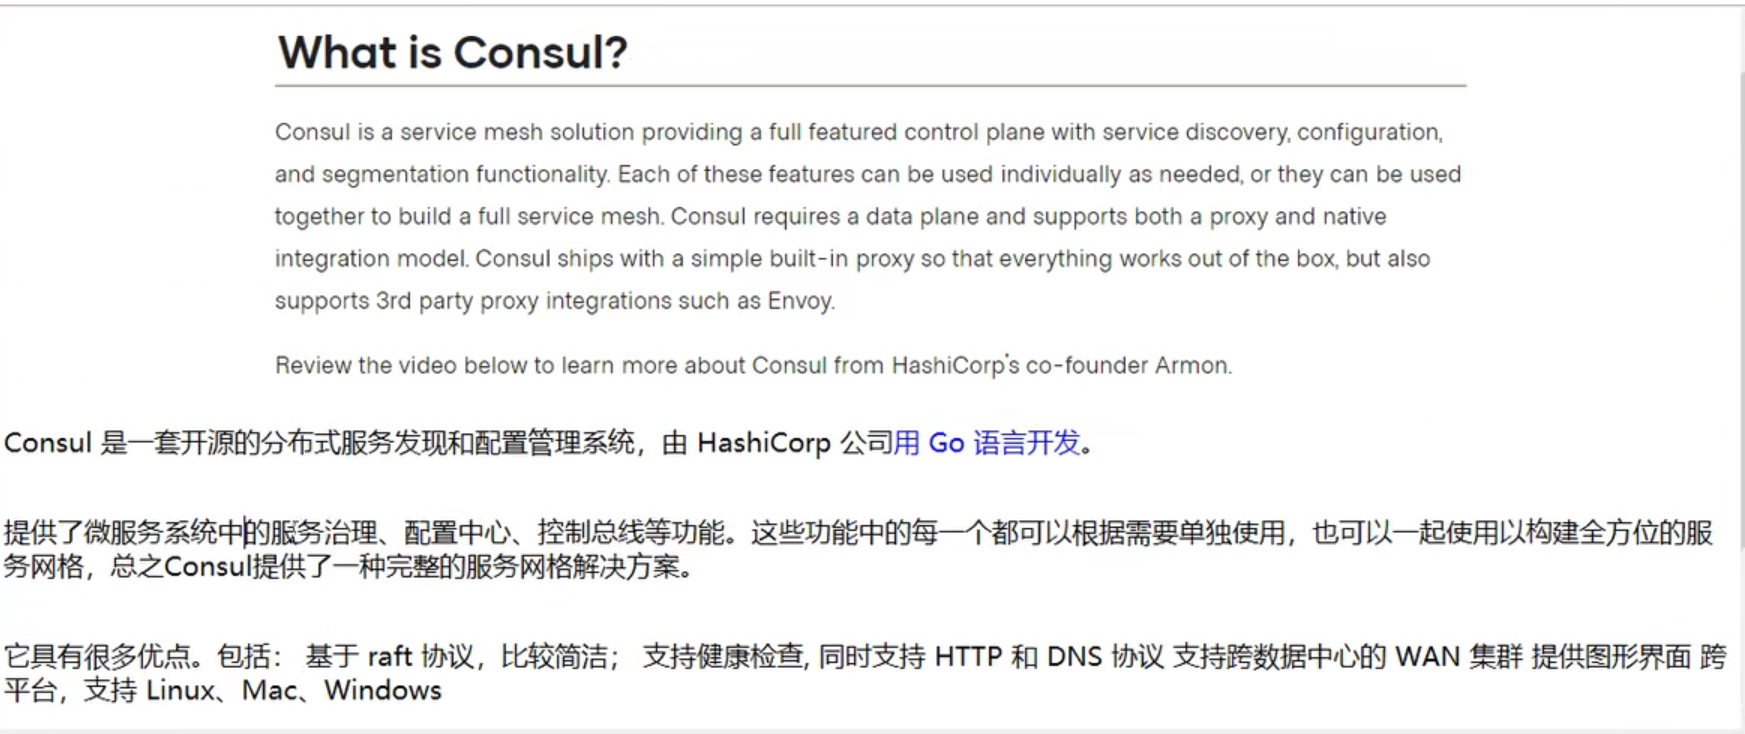 What is Consul?
Consul is a service mesh solution providing a full featured control plane with service discovery, configuration,
and segmentation functionality. Each of these features can be used individually as needed, or they can be used
together to build a full service mesh. Consul requires a data plane and supports both a proxy and native
integration model. Consul ships with a simple built-in proxy so that everything works out of the box, but also
supports 3rd party proxy integrations such as Envoy.
Review the video below to learn more about Consul from HashiCorp's co-founder Armon.
Consul 是一套开源的分布式服务发现和配置管理系统，由 HashiCorp 公司用 Go 语言开发。
提供了微服务系统中的服务治理、配置中心、控制总线等功能。这些功能中的每一个都可以根据需要单独使用，也可以一起使用以构建全方位的服
务网格，总之Consul提供了一种完整的服务网格解决方案。
它具有很多优点。包括： 基于 raft 协议，比较简洁； 支持健康检查, 同时支持 HTTP 和 DNS 协议 支持跨数据中心的 WAN 集群 提供图形界面 跨
平台，支持 Linux、Mac、Windows